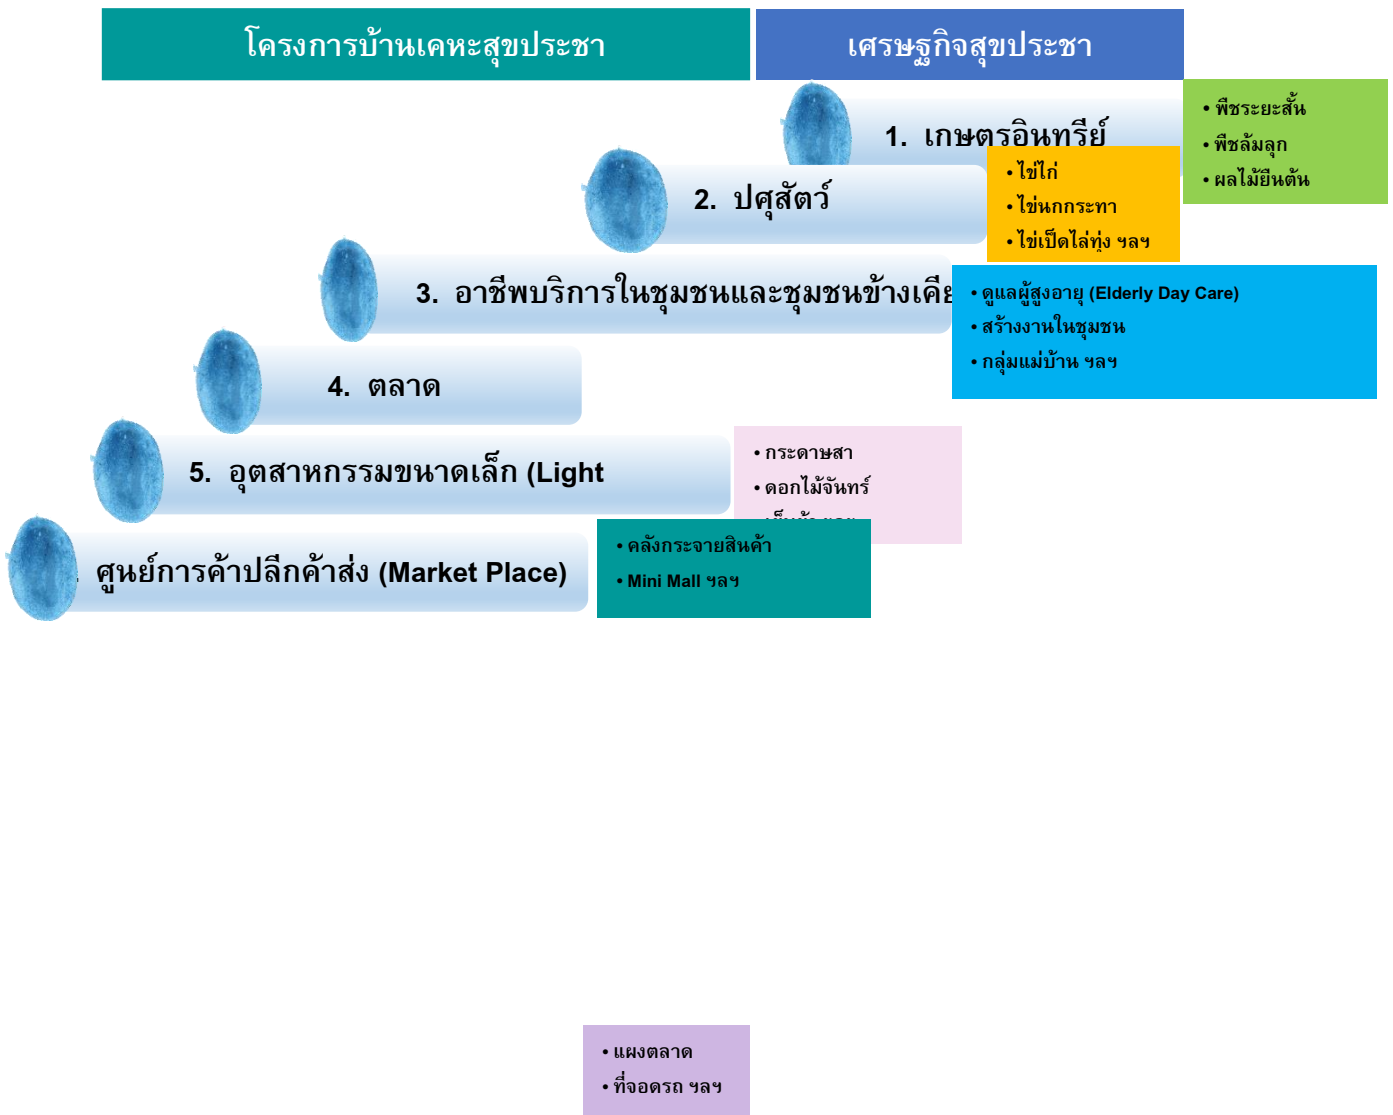 โครงการบ้านเคหะสุขประชา
เศรษฐกิจสุขประชา
1. เกษตรอินทรีย์
• พืชระยะสั้น
• พืชล้มลุก
• ผลไม้ยืนต้น
2. ปศุสัตว์
• ไข่ไก่
• ไข่นกกระทา
• ไข่เป็ดไล่ทุ่ง ฯลฯ
3. อาชีพบริการในชุมชนและชุมชนข้างเคีย
• ดูแลผู้สูงอายุ (Elderly Day Care)
• สร้างงานในชุมชน
• กลุ่มแม่บ้าน ฯลฯ
4. ตลาด
5. อุตสาหกรรมขนาดเล็ก (Light
• กระดาษสา
• ดอกไม้จันทร์
ศูนย์การค้าปลีกค้าส่ง (Market Place)
• คลังกระจายสินค้า
• Mini Mall ฯลฯ
• แผงตลาด
• ที่จอดรถ ฯลฯ